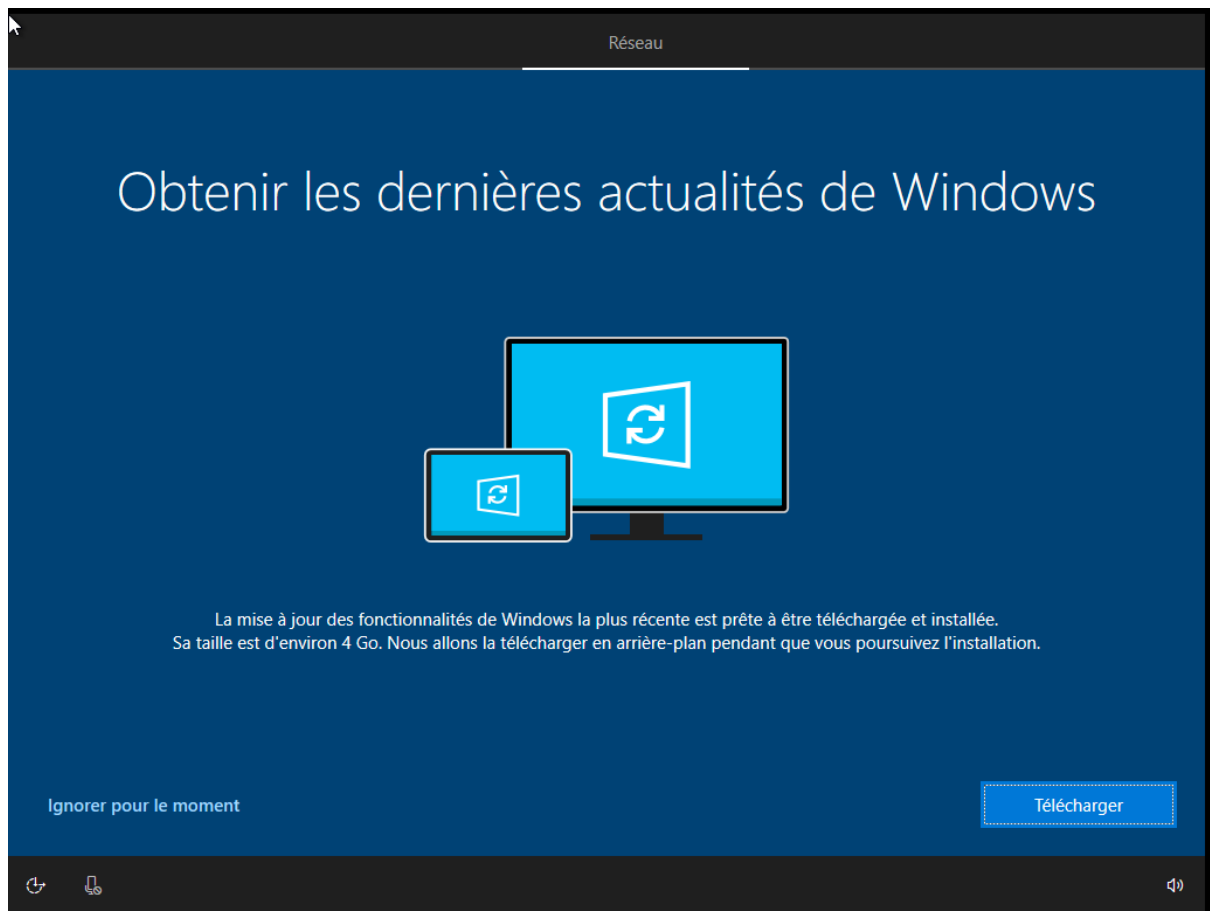 Réseau
Obtenir les dernières actualités de Windows
La mise à jour des fonctionnalités de Windows la plus récente est prête à être téléchargée et installée.
Sa taille est d'environ 4 Go. Nous allons la télécharger en arrière-plan pendant que vous poursuivez l'installation.
Ignorer pour le moment
Télécharger